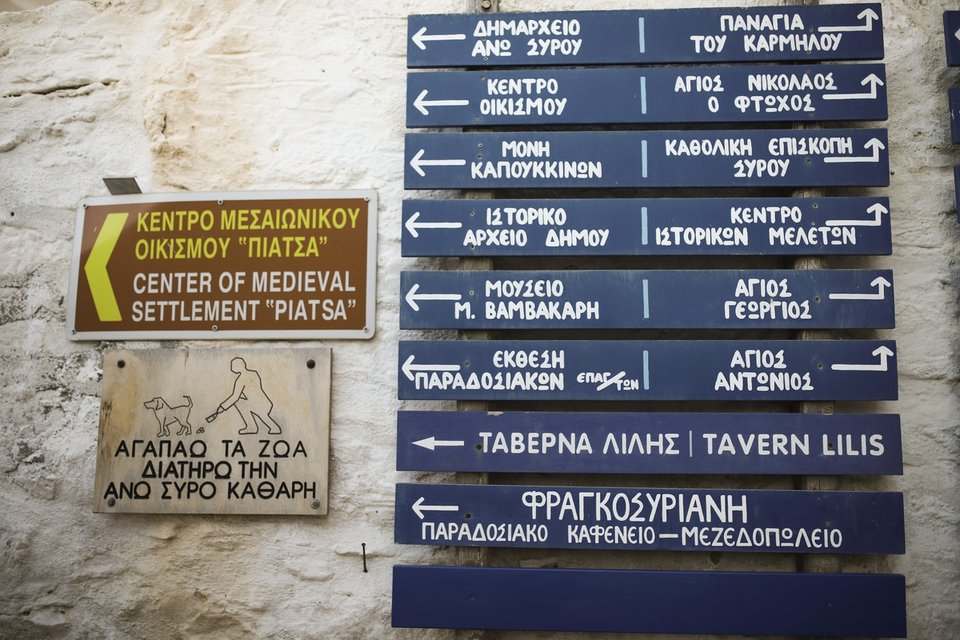 ΚΕΝΤΡΟ ΜΕΣΑΙΩΝΙΚΟΥ
ΟΙΚΙΣΜΟΥ "ΠΙΑΤΣΑ"
CENTER OF MEDIEVAL
SETTLEMENT "PIATSA"
ΑΓΑΠΑΩ ΤΑ ΖΩΑ
ΔΙΑΤΗΡΩ ΤΗΝ
ΑΝΩ ΣΥΡΟ ΚΑΘΑΡΗ
ΔΗΜΑΡΧΕΙΟ
ΑΝΩ ΣΥΡΟΥ
ΠΑΝΑΓΙΑ
ΤΟΥ ΚΑΡΜΗΛΟΥ
ΚΕΝΤΡΟ
ΟΙΚΙΣΜΟΥ
ΑΓΙΟΣ ΝΙΚΟΛΑΟΣ
Ο ΦΤΩΧΟΣ
ΜΟΝΗ
ΚΑΠΟΥΚΚΙΝΩΝ
ΚΑΘΟΛΙΚΗ ΕΠΙΣΚΟΠΗ
ΣΥΡΟΥ
ΙΣΤΟΡΙΚΟ
ΑΡΧΕΙΟ ΔΗΜΟΥ
ΚΕΝΤΡΟ
ΙΣΤΟΡΙΚΩΝ ΜΕΛΕΤΩΝ
ΜΟΥΣΕΙΟ
Μ. ΒΑΜΒΑΚΑΡΗ
ΑΓΙΟΣ
ΓΕΩΡΓΙΟΣ
ΕΚΘΕΣΗ
ΠΑΡΑΔΟΣΙΑΚΩΝ ΕΠΑΓ/ΤΩΝ
ΑΓΙΟΣ
ΑΝΤΩΝΙΟΣ
ΤΑΒΕΡΝΑ ΛΙΛΗΣ | TAVERN LILIS
ΦΡΑΓΚΟΣΥΡΙΑΝΗ
ΠΑΡΑΔΟΣΙΑΚΟ ΚΑΦΕΝΕΙΟ – ΜΕΖΕΔΟΠΩΛΕΙΟ